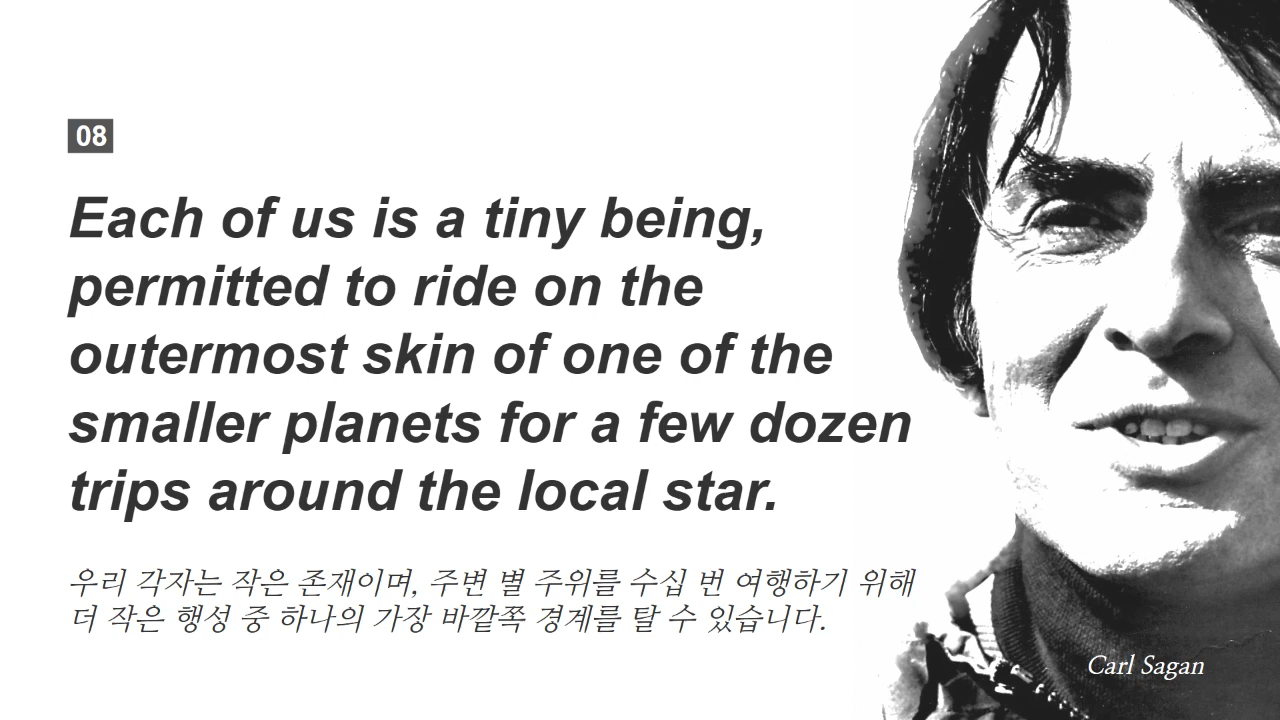 08
Each of us is a tiny being,
permitted to ride on the
outermost skin of one of the
smaller planets for a few dozen
trips around the local star.
우리 각자는 작은 존재이며, 주변 별 주위를 수십 번 여행하기 위해
더 작은 행성 중 하나의 가장 바깥쪽 경계를 탈 수 있습니다.
Carl Sagan